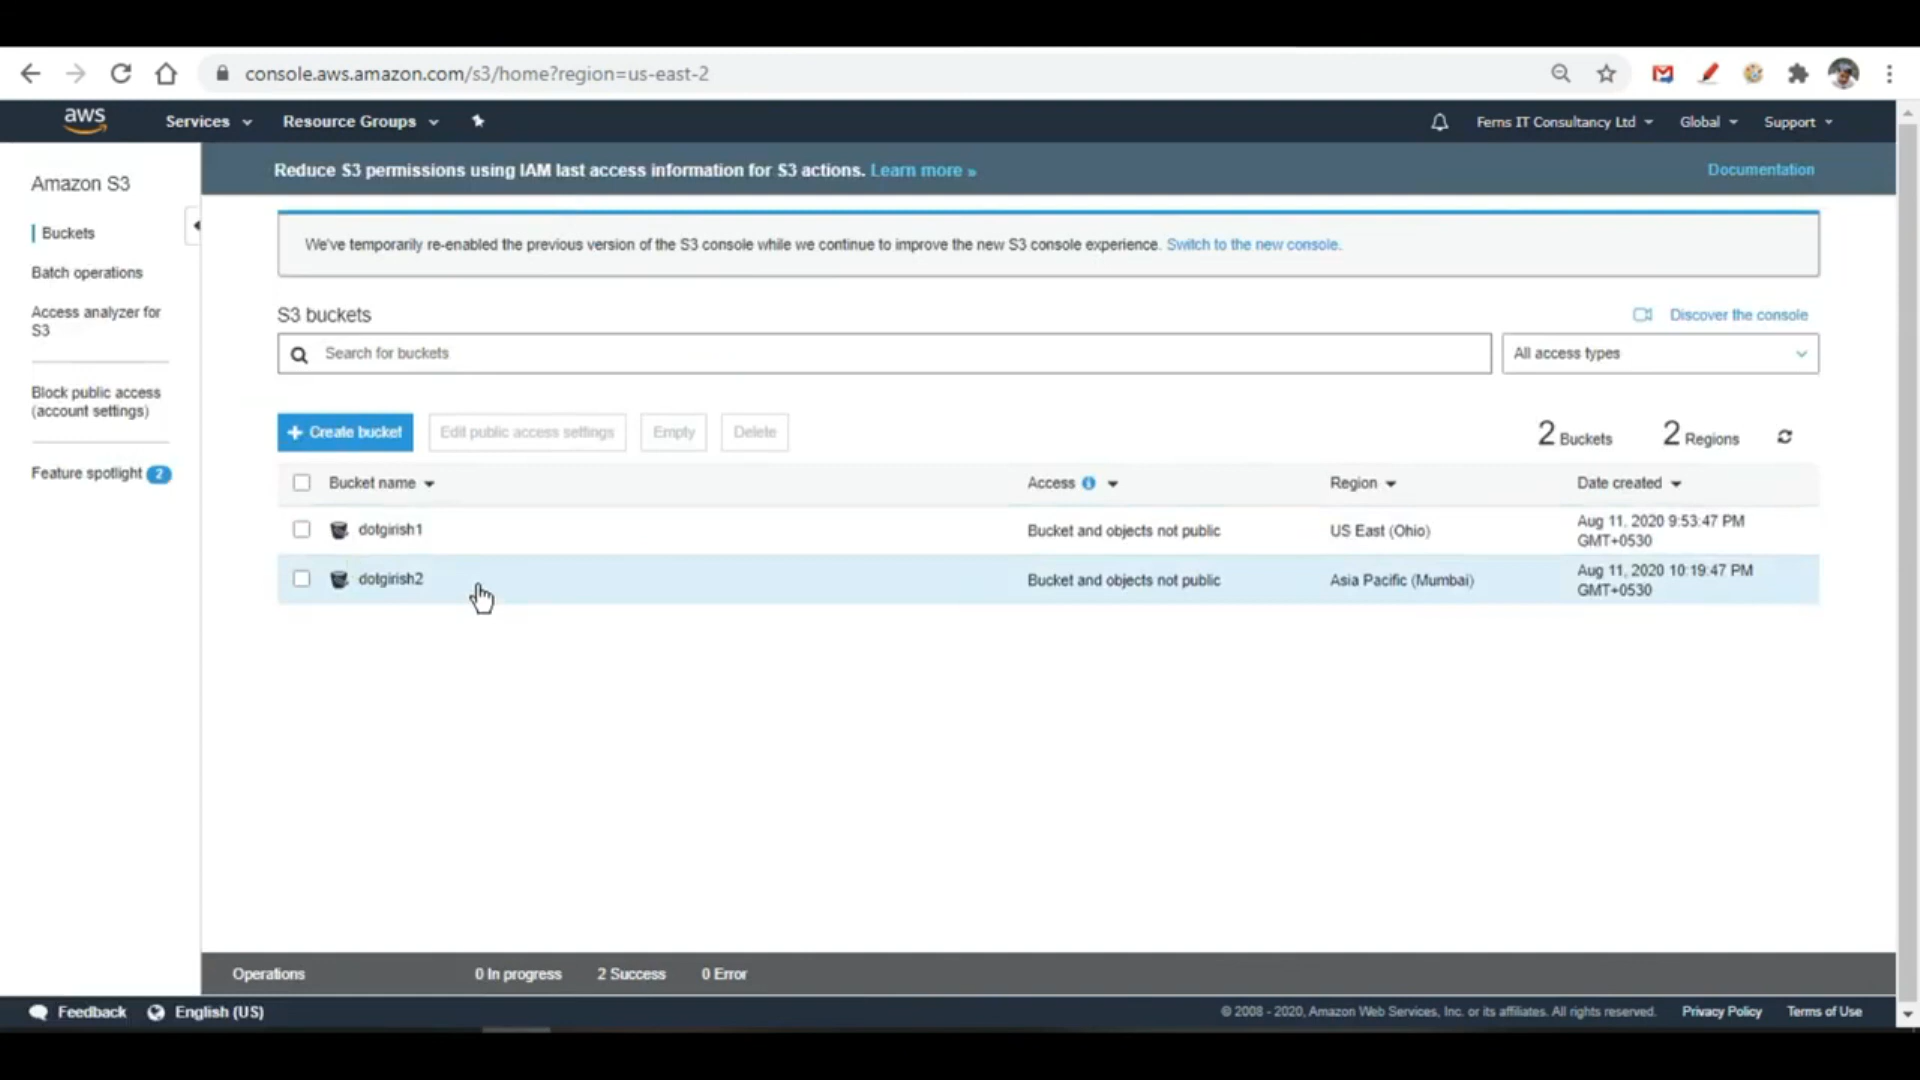 console.aws.amazon.com/s3/home?region=us-east-2
aws
Services
Resource Groups
Ferns IT Consultancy Ltd
Global
Support
Amazon S3
Buckets
Batch operations
Access analyzer for
S3
Block public access
(account settings)
Feature spotlight 2
Reduce S3 permissions using IAM last access information for S3 actions. Learn more »
Documentation
We've temporarily re-enabled the previous version of the S3 console while we continue to improve the new S3 console experience. Switch to the new console.
S3 buckets
Discover the console
Search for buckets
All access types
+ Create bucket
Edit public access settings
Empty
Delete
2 Buckets
2 Regions
Bucket name
Access
Region
Date created
dotgirish1
Bucket and objects not public
US East (Ohio)
Aug 11, 2020 9:53:47 PM
GMT+0530
dotgirish2
Bucket and objects not public
Asia Pacific (Mumbai)
Aug 11, 2020 10:19:47 PM
GMT+0530
Operations
0 In progress
2 Success
0 Error
Feedback
English (US)
© 2008 - 2020, Amazon Web Services, Inc. or its affiliates. All rights reserved.
Privacy Policy
Terms of Use